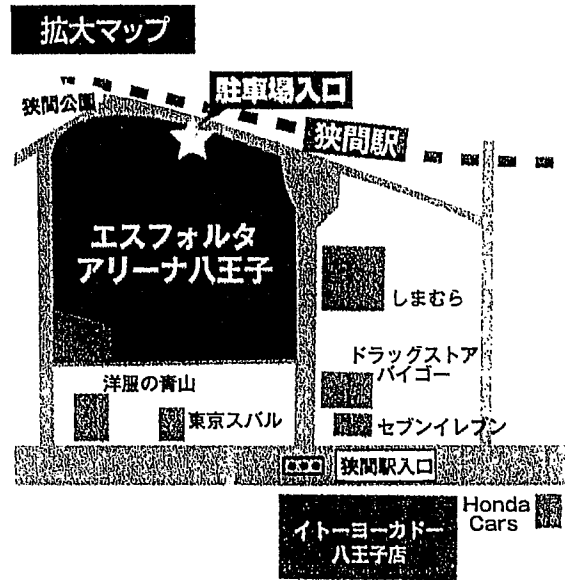 拡大マップ
狭間公園
駐車場入口
狭間駅
エスフォルタ
アリーナ八王子
しまむら
ドラッグストア
バイゴー
洋服の青山
東京スバル
セブンイレブン
狭間駅入口
イトーヨーカドー
八王子店
Honda
Cars